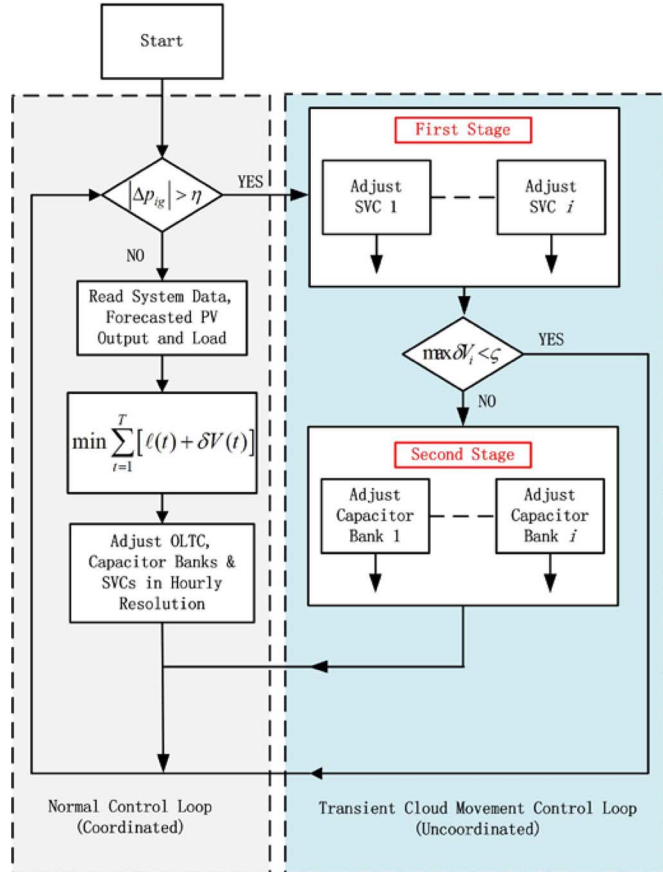 Start
|Δp_ig| > η
YES
NO
Read System Data,
Forecasted PV
Output and Load
min ∑_{t=1}^{T} [ℓ(t) + δV(t)]
Adjust OLTC,
Capacitor Banks &
SVCs in Hourly
Resolution
Normal Control Loop
(Coordinated)
First Stage
Adjust
SVC 1
Adjust
SVC i
max δV_i < ς
YES
NO
Second Stage
Adjust
Capacitor
Bank 1
Adjust
Capacitor
Bank i
Transient Cloud Movement Control Loop
(Uncoordinated)